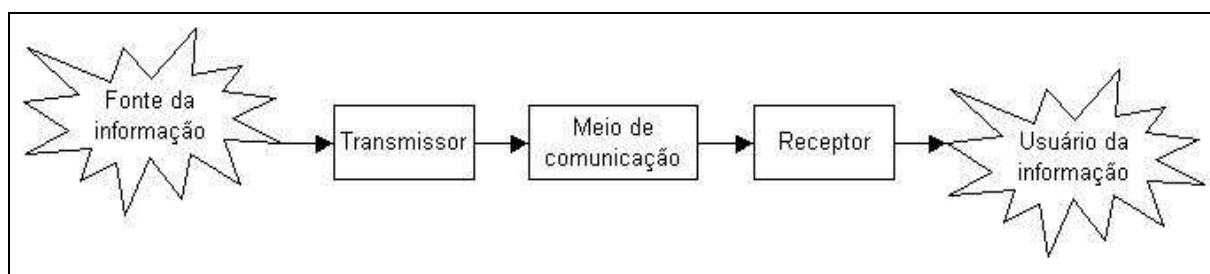 Fonte da
informação
Transmissor
Meio de
comunicação
Receptor
Usuário da
informação